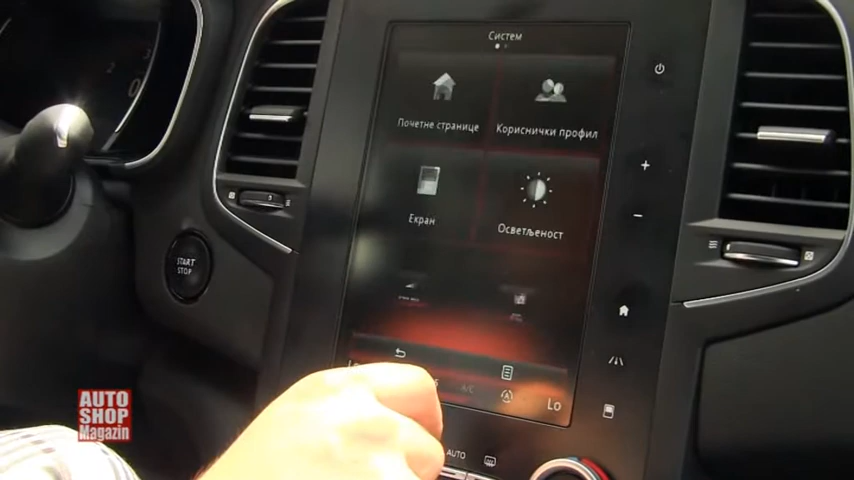 Систем
Почетне странице
Кориснички профил
Екран
Осветљеност
START
STOP
A/C
Lo
AUTO
AUTO
SHOP
Magazin